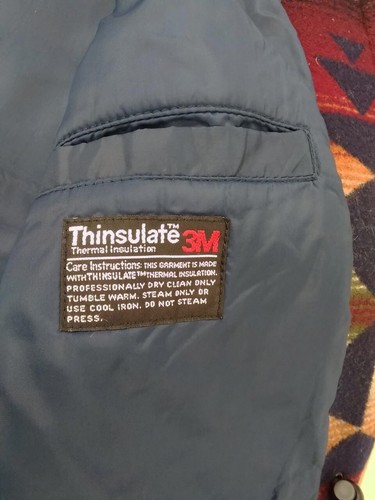 Thinsulate™ 3M
Thermal Insulation
Care Instructions: THIS GARMENT IS MADE
WITH THINSULATE™ THERMAL INSULATION.
PROFESSIONALLY DRY CLEAN ONLY
TUMBLE WARM. STEAM ONLY OR
USE COOL IRON. DO NOT STEAM
PRESS.